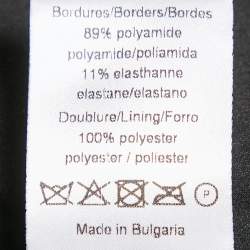 Bordures/Borders/Bordes
89% polyamide
polyamide/poliamida
11% elasthanne
elastane/elastano
Doublure/Lining/Forro
100% polyester
polyester / poliester
P
Made in Bulgaria